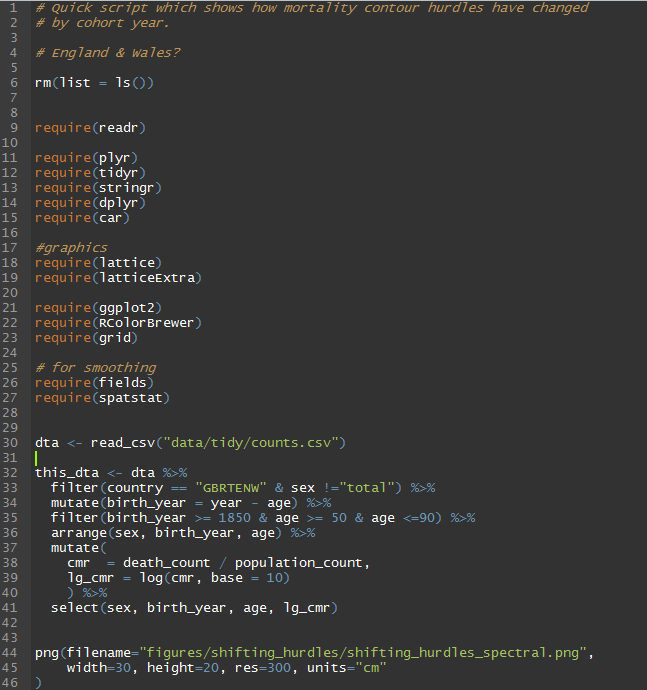 1 # Quick script which shows how mortality contour hurdles have changed
2 # by cohort year.
3
4 # England & Wales?
5
6 rm(list = ls())
7
8
9 require(readr)
10
11 require(plyr)
12 require(tidyr)
13 require(stringr)
14 require(dplyr)
15 require(car)
16
17 #graphics
18 require(lattice)
19 require(latticeExtra)
20
21 require(ggplot2)
22 require(RColorBrewer)
23 require(grid)
24
25 # for smoothing
26 require(fields)
27 require(spatstat)
28
29
30 dta <- read_csv("data/tidy/counts.csv")
31
32 this_dta <- dta %>%
33   filter(country == "GBRTENW" & sex !="total") %>%
34   mutate(birth_year = year - age) %>%
35   filter(birth_year >= 1850 & age >= 50 & age <=90) %>%
36   arrange(sex, birth_year, age) %>%
37   mutate(
38     cmr  = death_count / population_count,
39     lg_cmr = log(cmr, base = 10)
40     ) %>%
41   select(sex, birth_year, age, lg_cmr)
42
43
44 png(filename="figures/shifting_hurdles/shifting_hurdles_spectral.png",
45     width=30, height=20, res=300, units="cm"
46 )